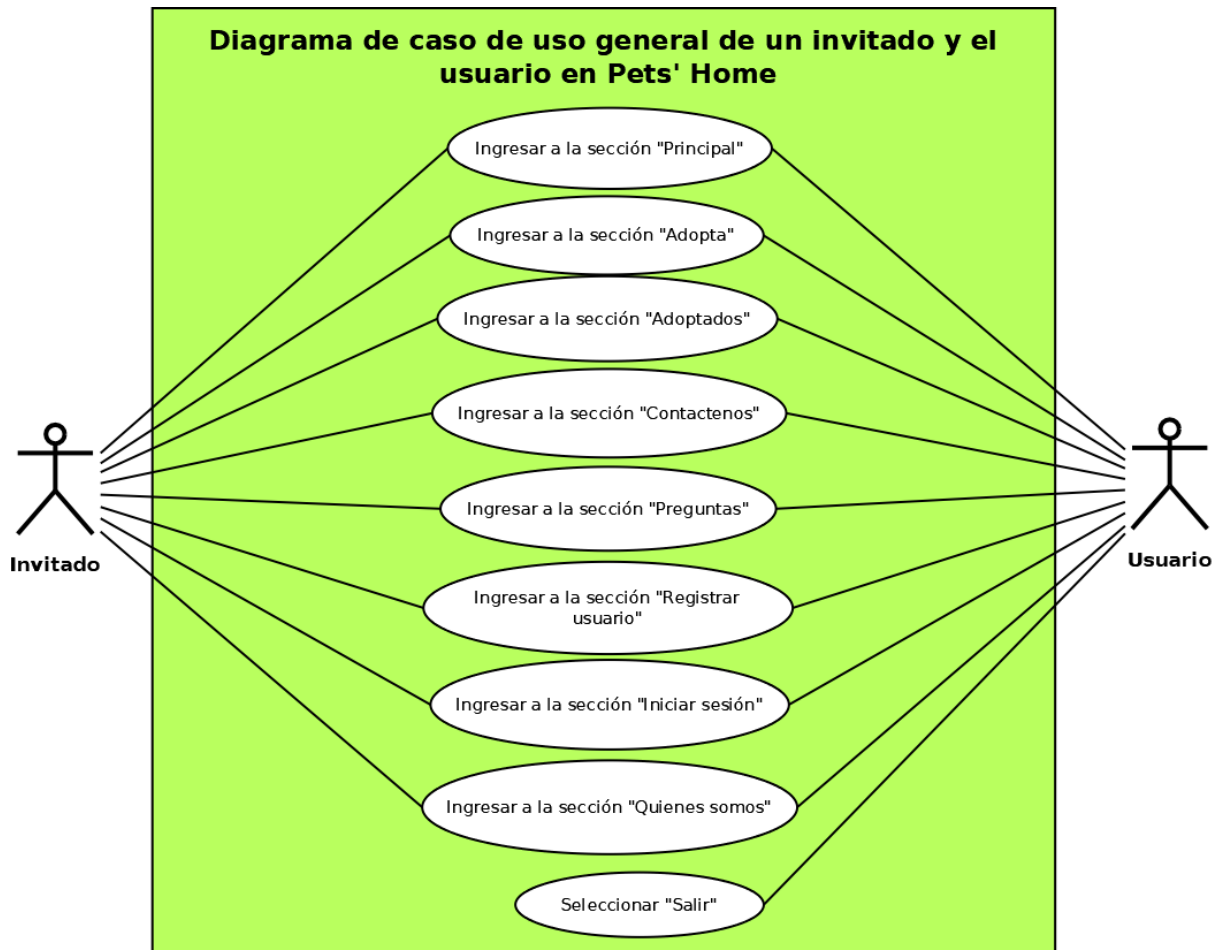 Diagrama de caso de uso general de un invitado y el
usuario en Pets' Home
Ingresar a la sección "Principal"
Ingresar a la sección "Adopta"
Ingresar a la sección "Adoptados"
Ingresar a la sección "Contactenos"
Ingresar a la sección "Preguntas"
Invitado
Usuario
Ingresar a la sección "Registrar
usuario"
Ingresar a la sección "Iniciar sesión"
Ingresar a la sección "Quienes somos"
Seleccionar "Salir"